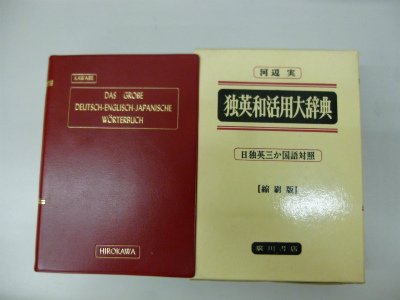 KAWABE
DAS GROßE
DEUTSCH-ENGLISCH-JAPANISCHE
WÖRTERBUCH
HIROKAWA
河辺 実
独英和活用大辞典
日独英三か国語対照
[縮刷版]
廣川書店